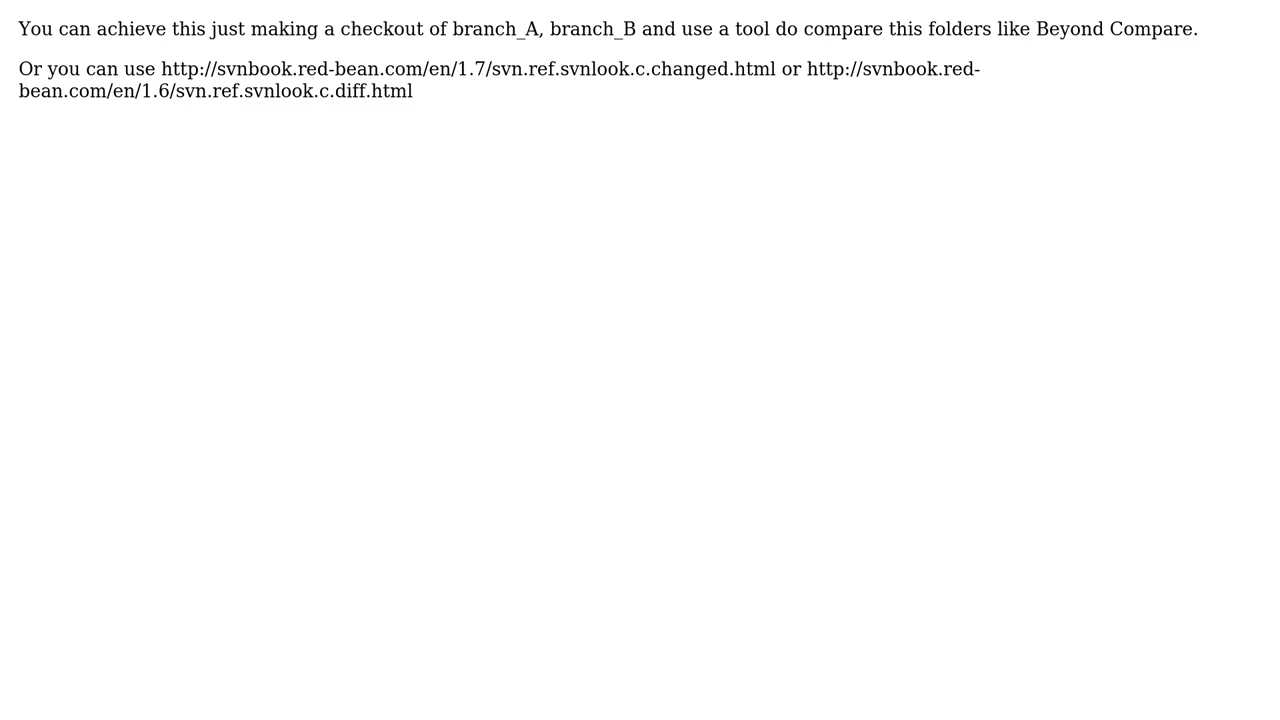 You can achieve this just making a checkout of branch_A, branch_B and use a tool do compare this folders like Beyond Compare.
Or you can use http://svnbook.red-bean.com/en/1.7/svn.ref.svnlook.c.changed.html or http://svnbook.red-
bean.com/en/1.6/svn.ref.svnlook.c.diff.html